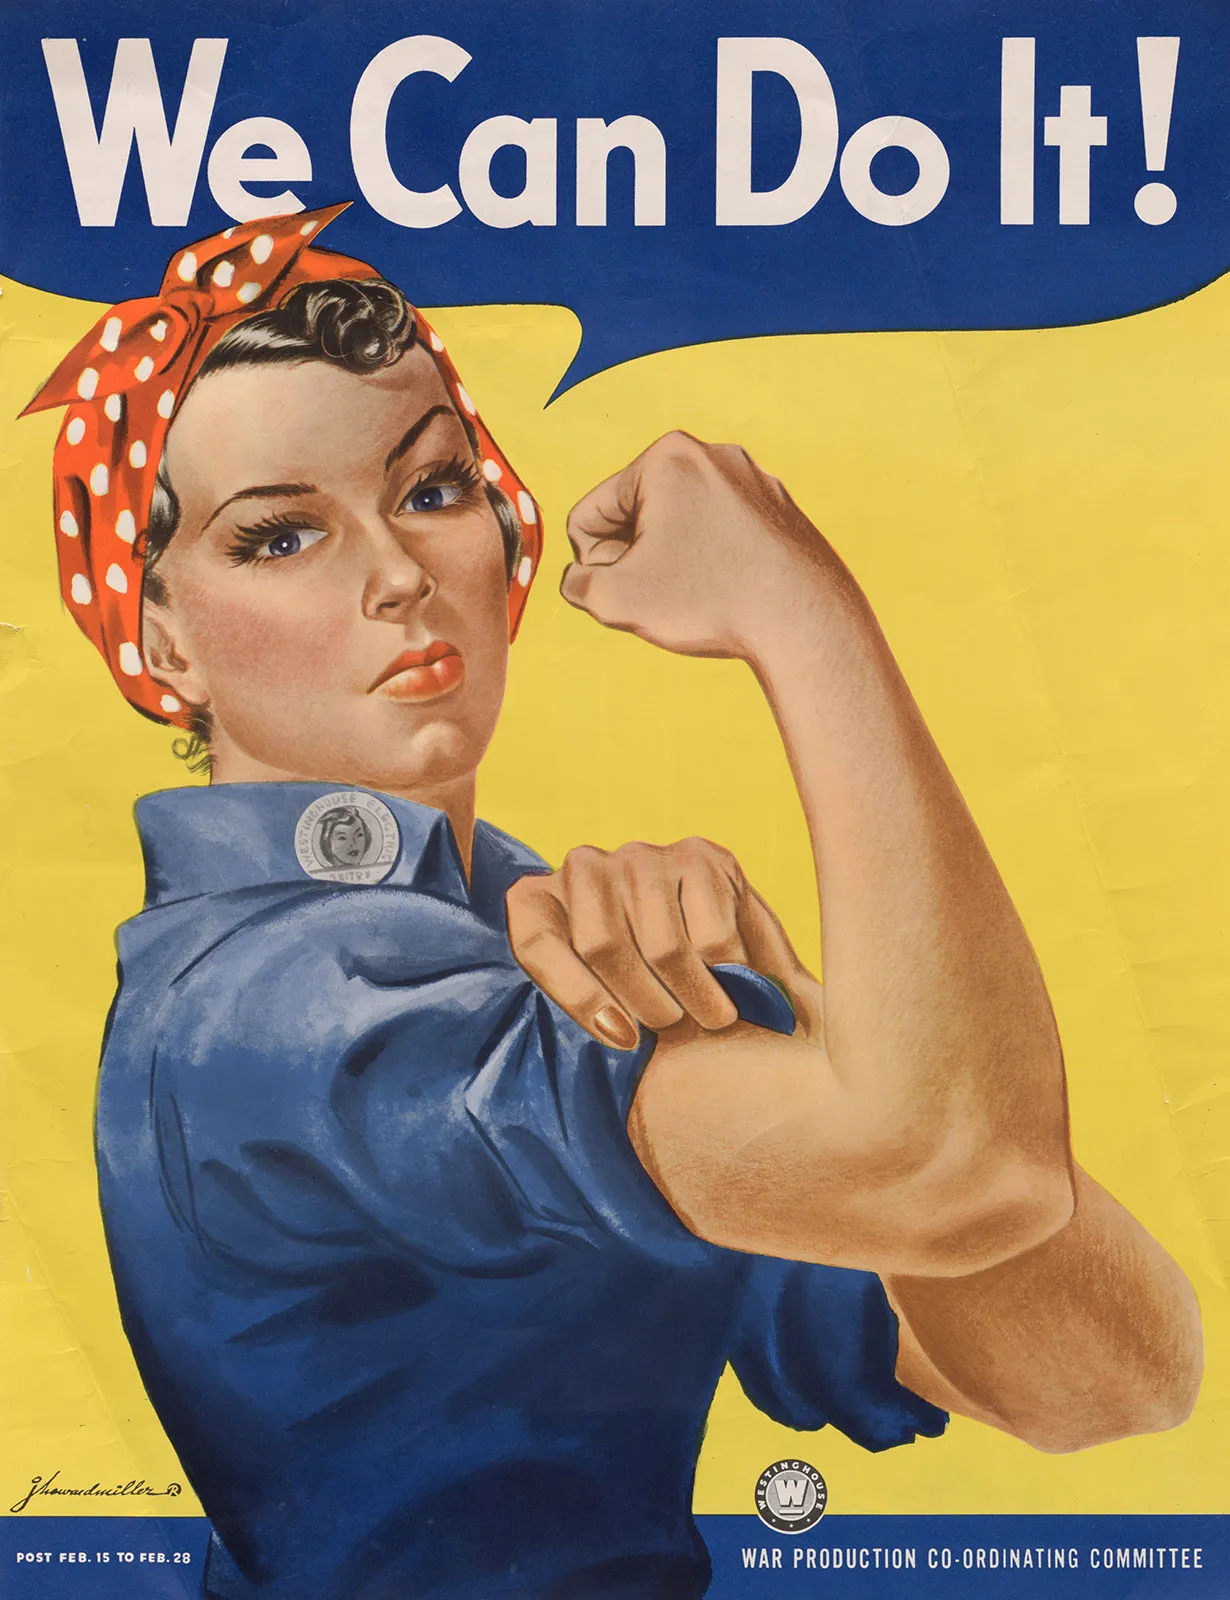 We Can Do It!
WESTINGHOUSE ELECTRIC
J. Howard Miller
WESTINGHOUSE
W
POST FEB. 15 TO FEB. 28
WAR PRODUCTION CO-ORDINATING COMMITTEE